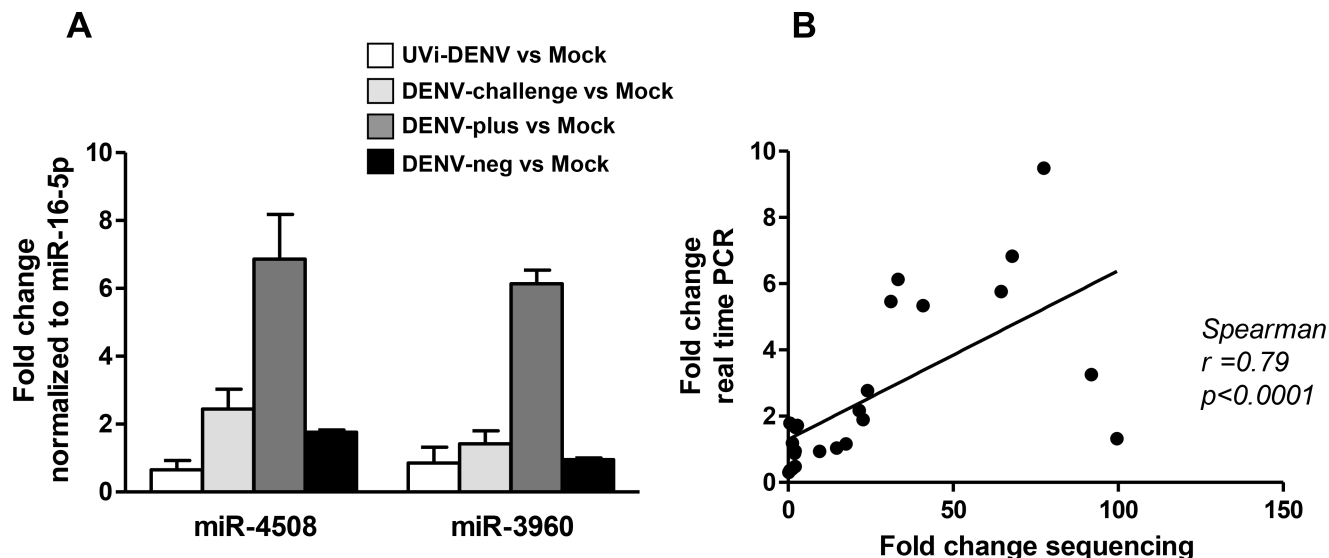 A
UVi-DENV vs Mock
DENV-challenge vs Mock
DENV-plus vs Mock
DENV-neg vs Mock
Fold change
normalized to miR-16-5p
10
8
6
4
2
0
miR-4508
miR-3960
B
Fold change
real time PCR
10
8
6
4
2
0
0
50
100
150
Fold change sequencing
Spearman
r =0.79
p<0.0001